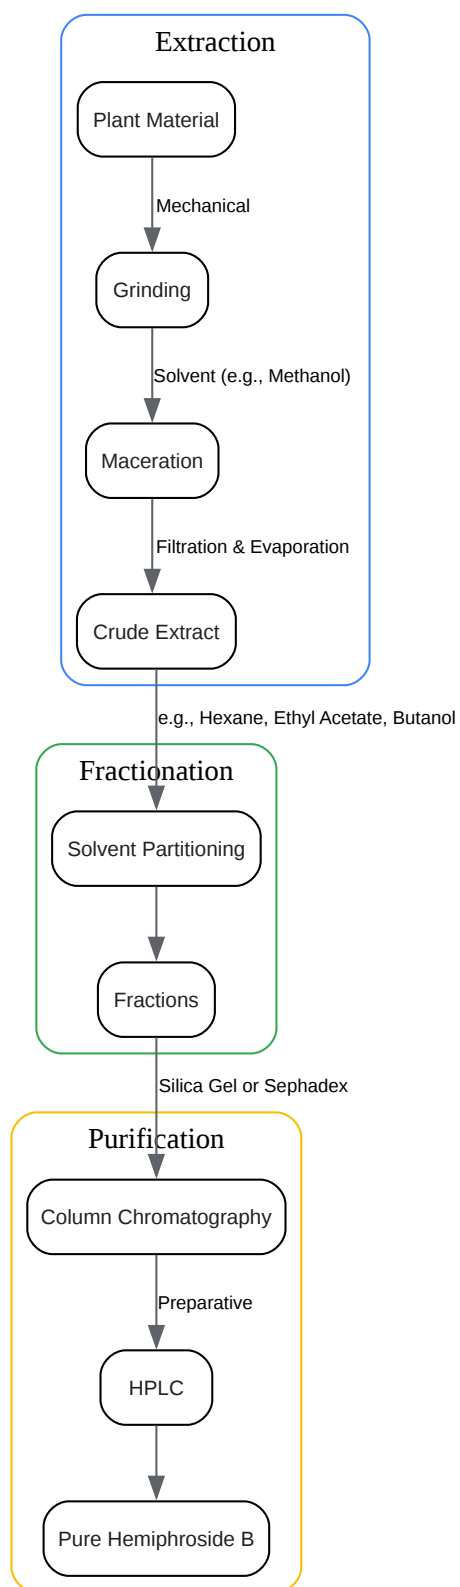 Extraction
Plant Material
Mechanical
Grinding
Solvent (e.g., Methanol)
Maceration
Filtration & Evaporation
Crude Extract
e.g., Hexane, Ethyl Acetate, Butanol
Fractionation
Solvent Partitioning
Fractions
Silica Gel or Sephadex
Purification
Column Chromatography
Preparative
HPLC
Pure Hemiphroside B